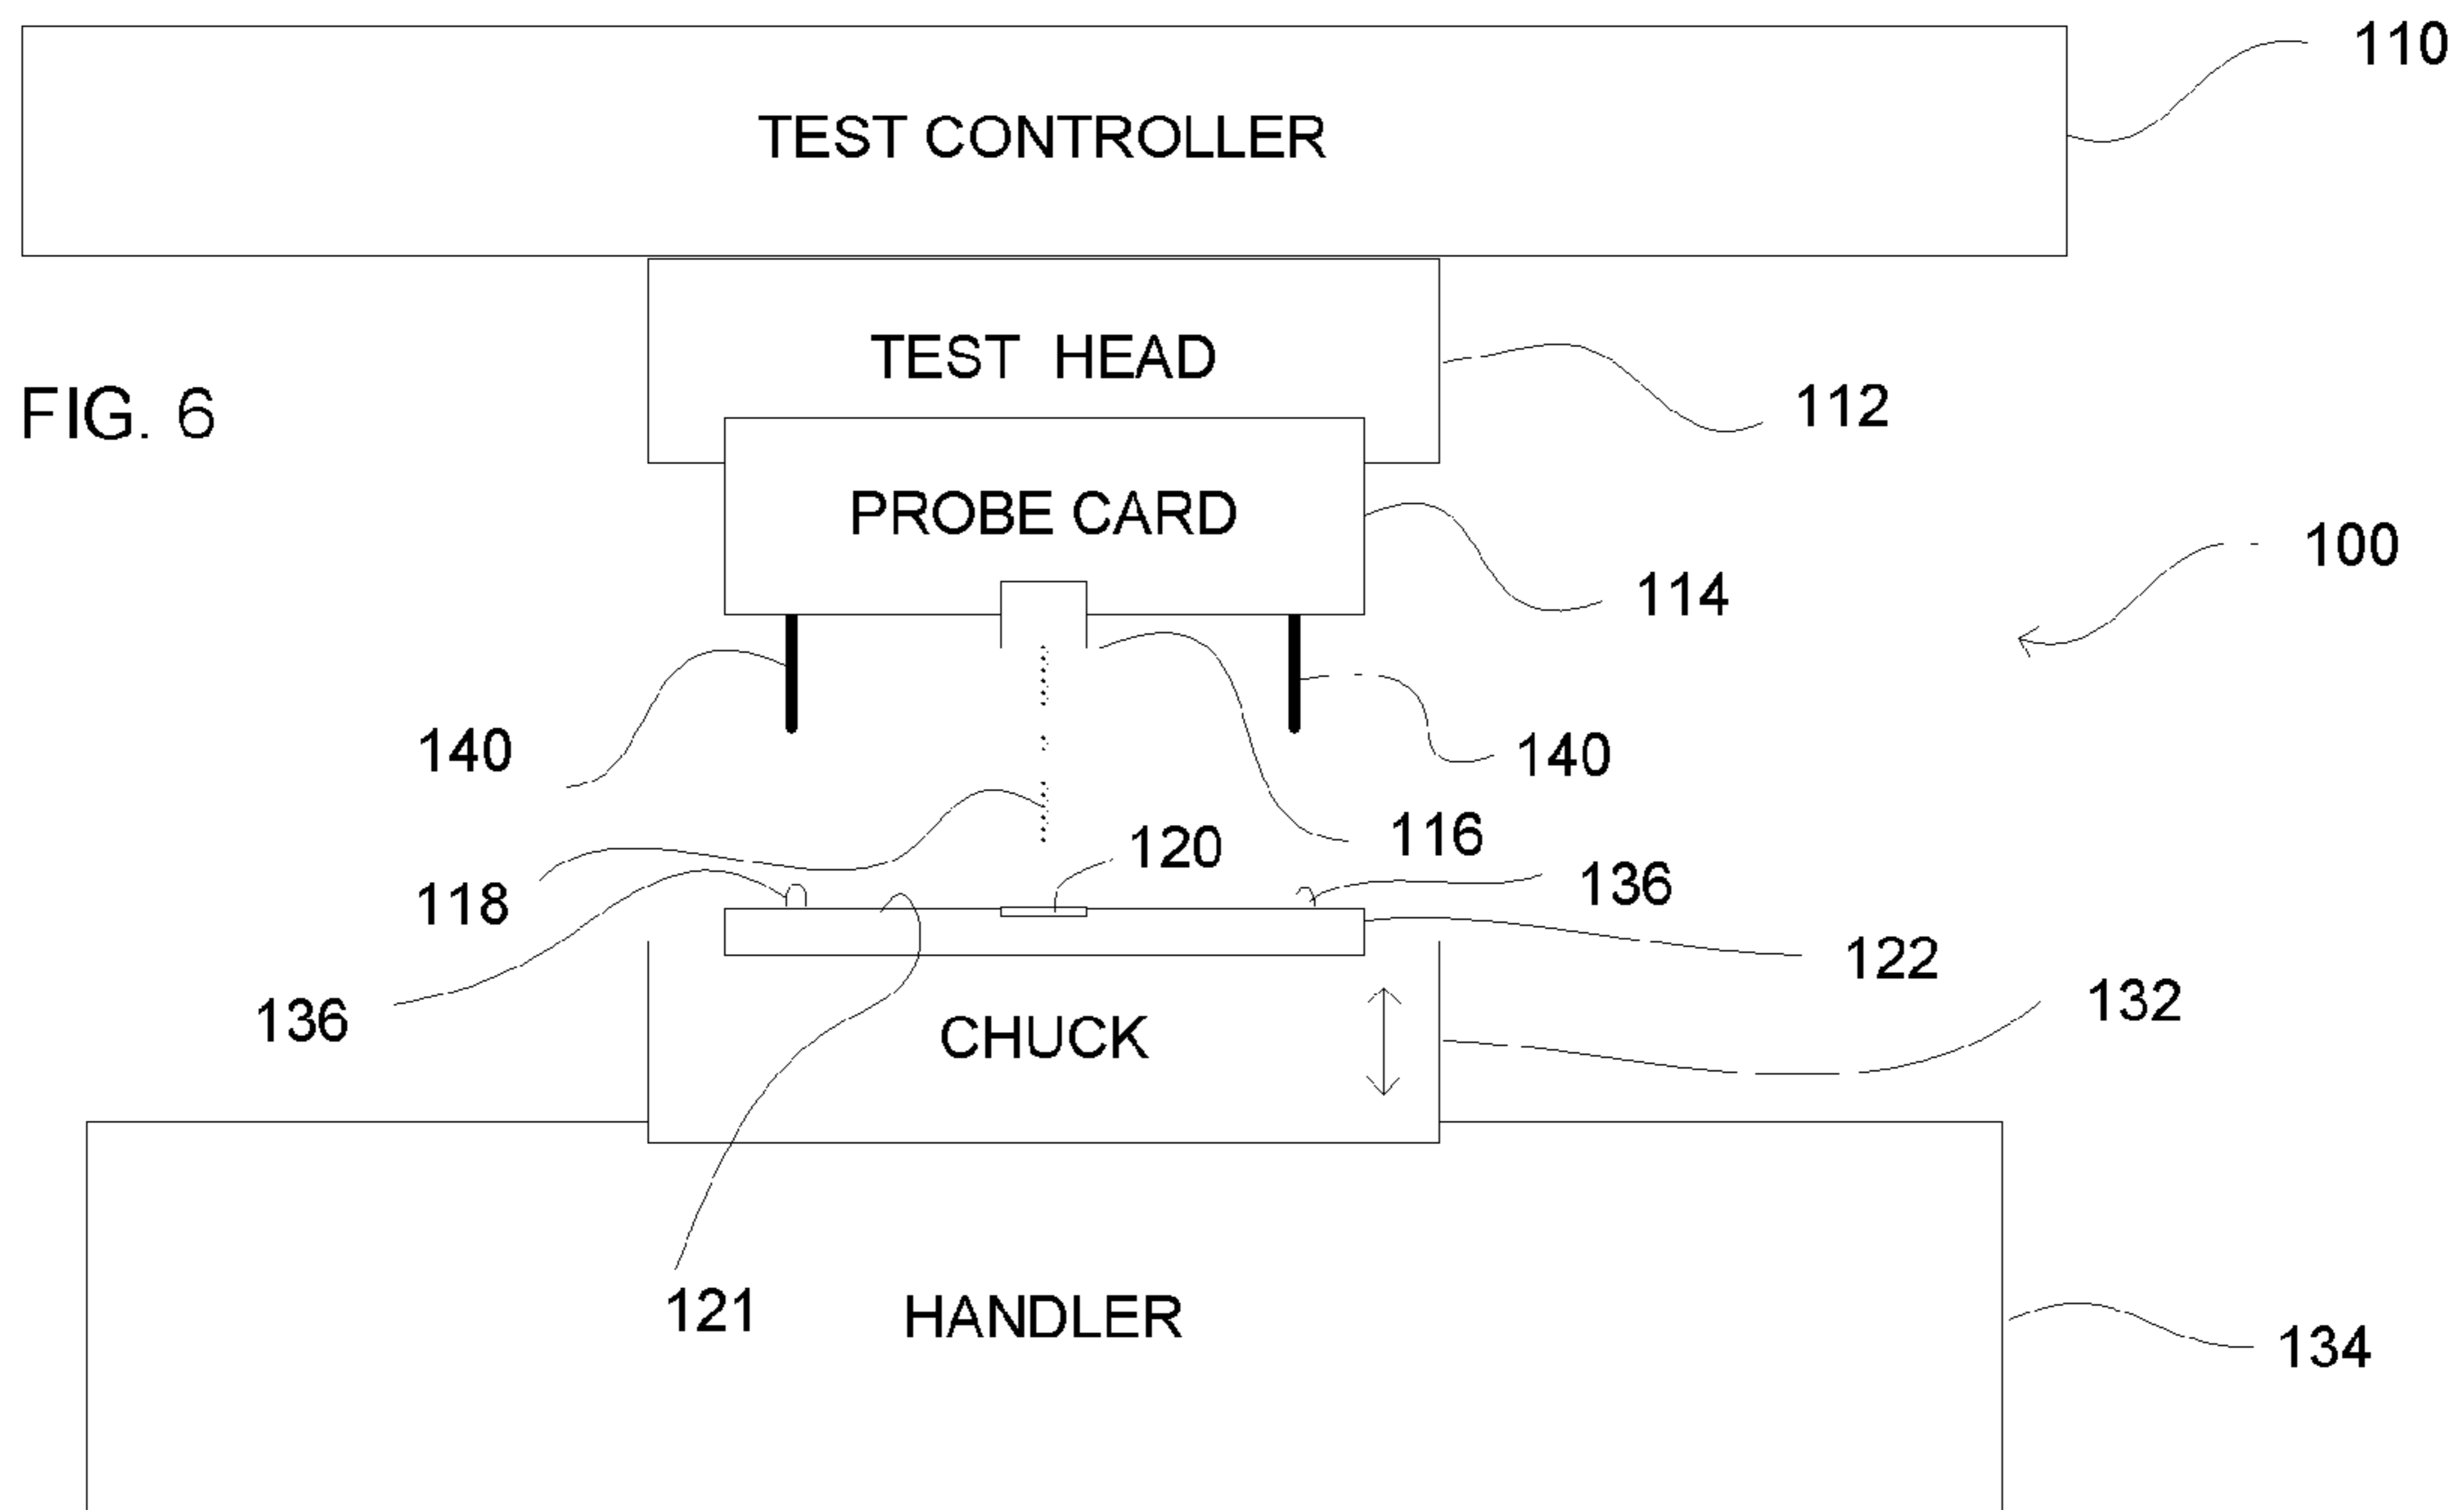 110
TEST CONTROLLER
TEST HEAD
FIG. 6
112
PROBE CARD
100
114
140
140
116
120
118
136
122
136
CHUCK
132
121
HANDLER
134